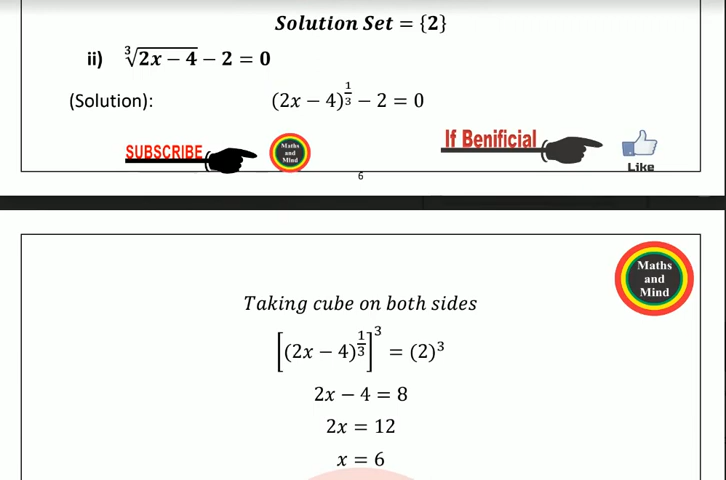 Solution Set = {2}
ii) ∛(2x − 4) − 2 = 0
(Solution): (2x − 4)^(1/3) − 2 = 0
SUBSCRIBE
Maths
and
Mind
If Benificial
Like
6
Maths
and
Mind
Taking cube on both sides
[(2x − 4)^(1/3)]^3 = (2)^3
2x − 4 = 8
2x = 12
x = 6